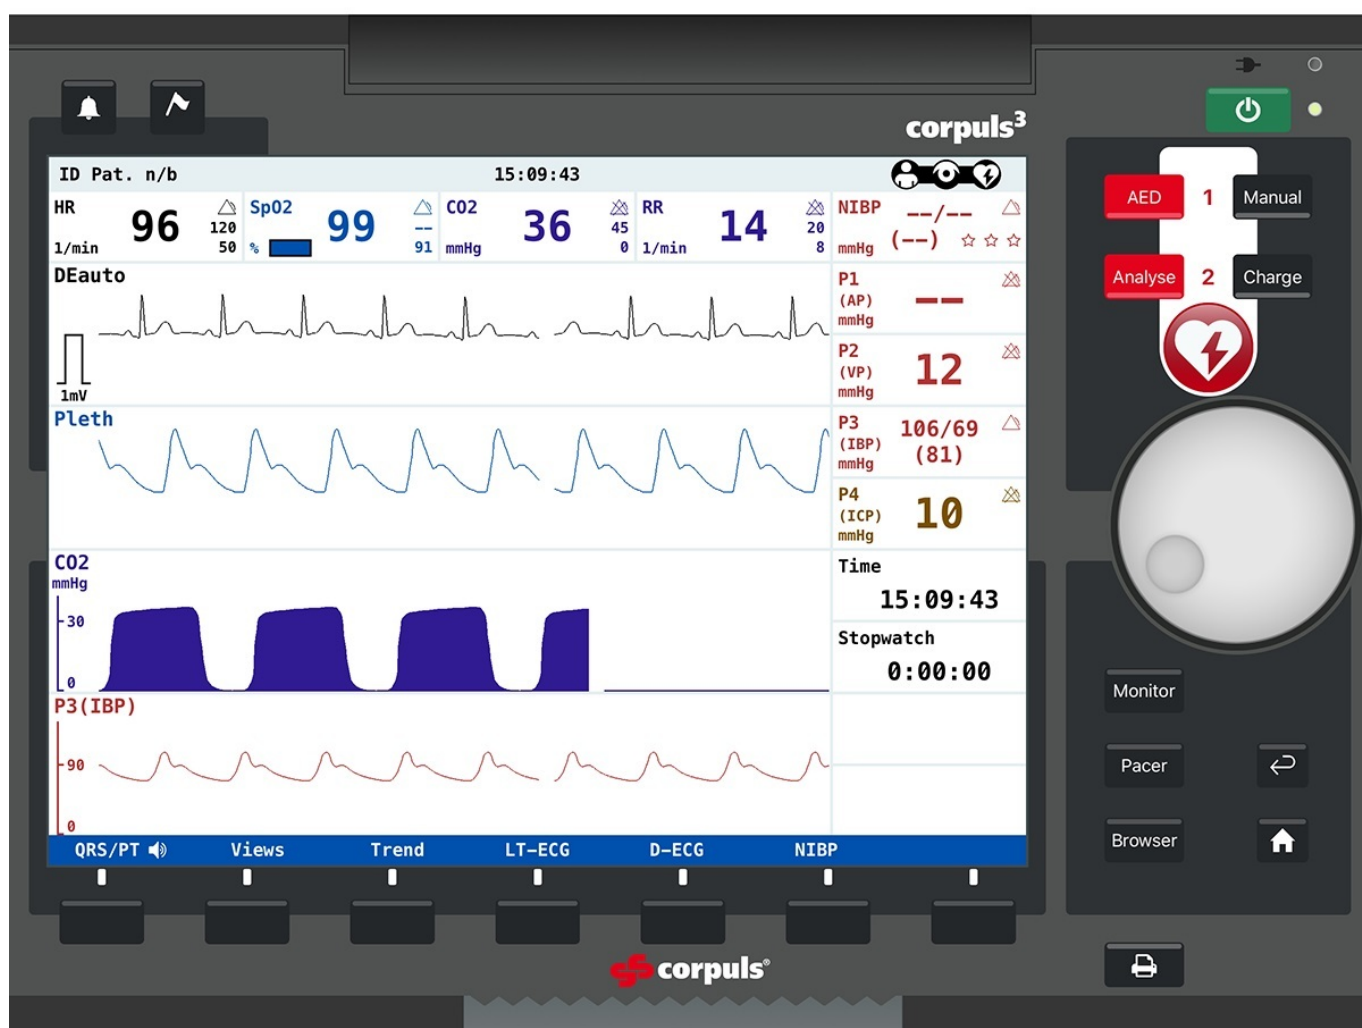 corpuls3
ID Pat. n/b 15:09:43
HR 1/min 96 120 50
SpO2 % 99 -- 91
CO2 mmHg 36 45 0
RR 1/min 14 20 8
NIBP mmHg --/-- (--) ☆ ☆ ☆
DEauto
1mV
P1 (AP) mmHg --
P2 (VP) mmHg 12
Pleth
P3 (IBP) mmHg 106/69 (81)
P4 (ICP) mmHg 10
CO2
mmHg
30
0
Time
15:09:43
Stopwatch
0:00:00
P3(IBP)
90
0
QRS/PT Views Trend LT-ECG D-ECG NIBP
AED 1 Manual
Analyse 2 Charge
Monitor
Pacer
Browser
corpuls®